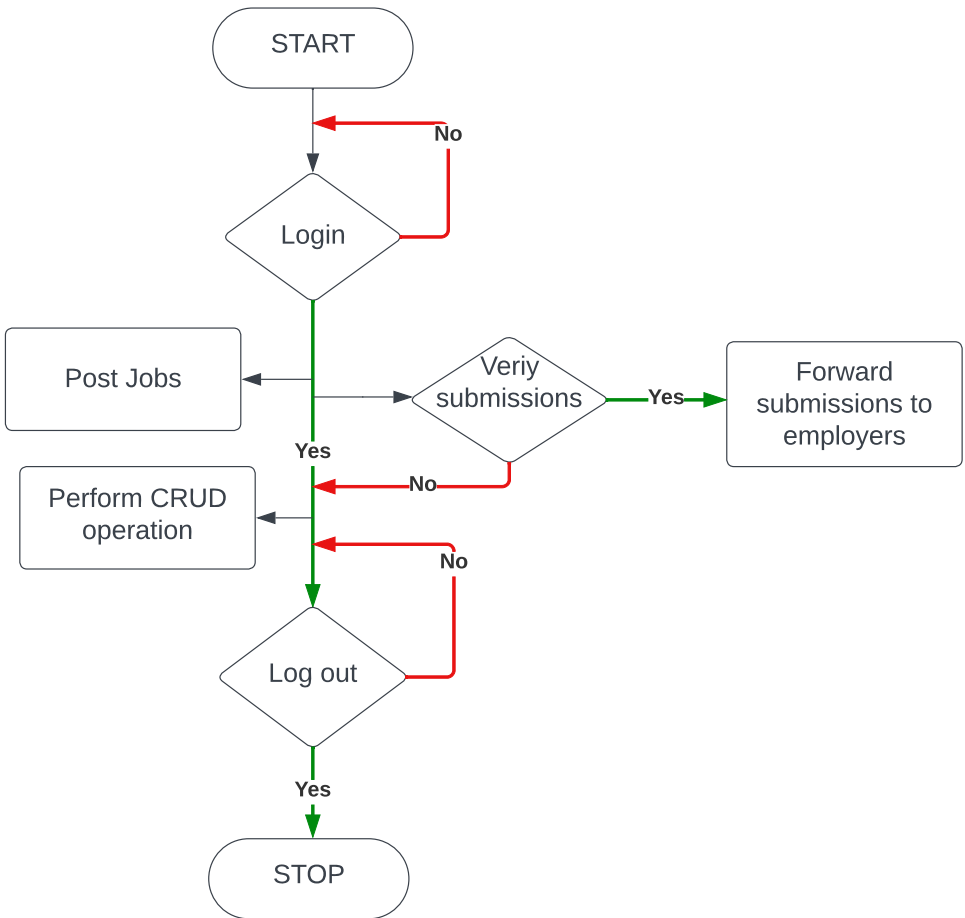 START
No
Login
Post Jobs
Veriy
submissions
Yes
Forward
submissions to
employers
Yes
No
Perform CRUD
operation
No
Log out
Yes
STOP